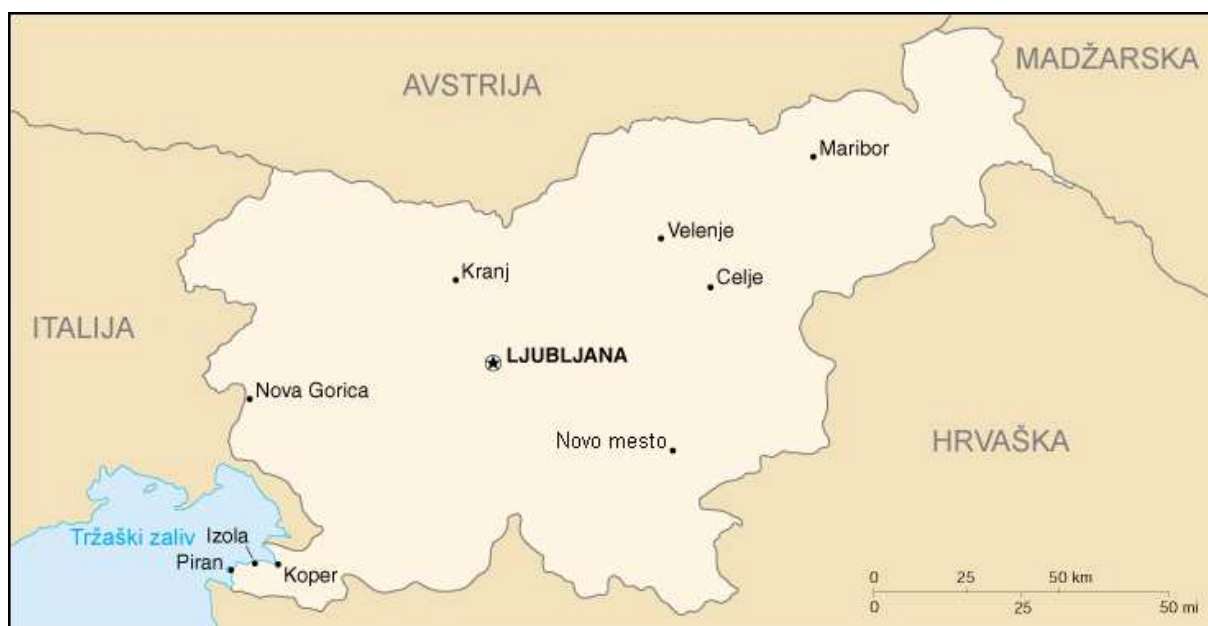 MADŽARSKA
AVSTRIJA
Maribor
Velenje
Kranj
Celje
ITALIJA
LJUBLJANA
Nova Gorica
Novo mesto
HRVAŠKA
Tržaški zaliv
Izola
Piran
Koper
0 25 50 km
0 25 50 mi